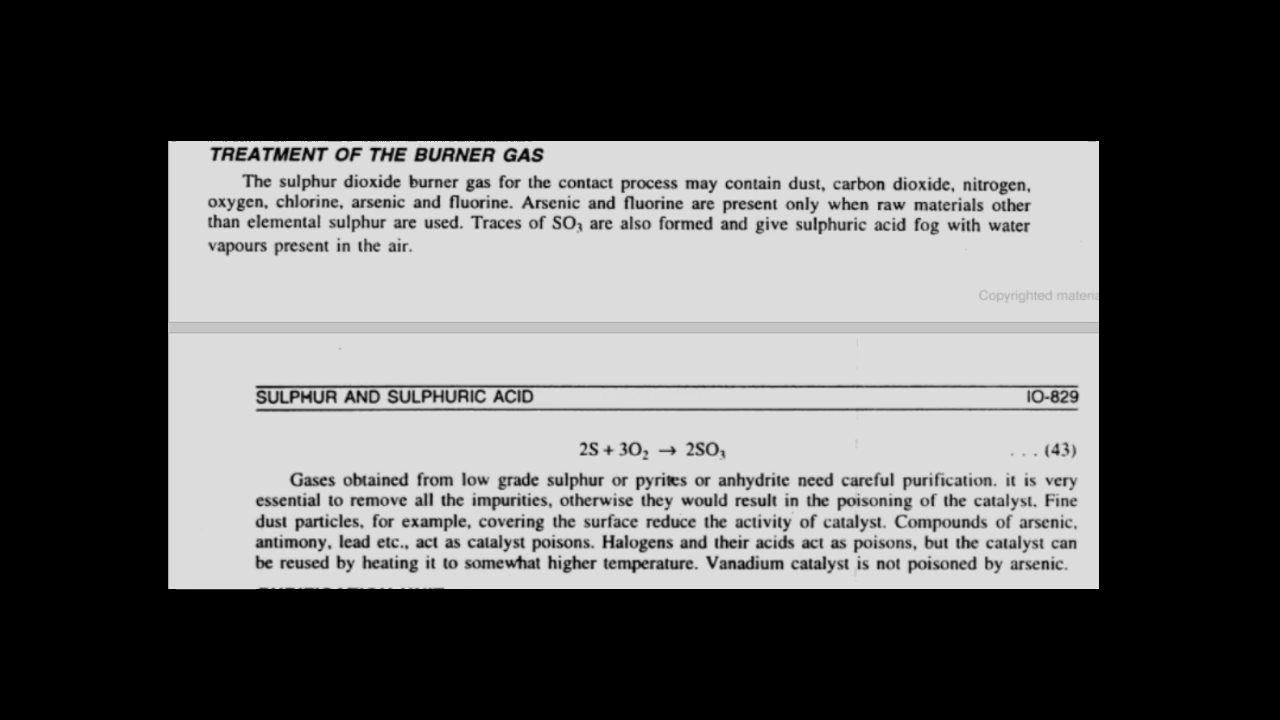 TREATMENT OF THE BURNER GAS
The sulphur dioxide burner gas for the contact process may contain dust, carbon dioxide, nitrogen,
oxygen, chlorine, arsenic and fluorine. Arsenic and fluorine are present only when raw materials other
than elemental sulphur are used. Traces of SO₃ are also formed and give sulphuric acid fog with water
vapours present in the air.
Copyrighted materia
SULPHUR AND SULPHURIC ACID IO-829
2S + 3O₂ → 2SO₃ . . . (43)
Gases obtained from low grade sulphur or pyrites or anhydrite need careful purification. it is very
essential to remove all the impurities, otherwise they would result in the poisoning of the catalyst. Fine
dust particles, for example, covering the surface reduce the activity of catalyst. Compounds of arsenic,
antimony, lead etc., act as catalyst poisons. Halogens and their acids act as poisons, but the catalyst can
be reused by heating it to somewhat higher temperature. Vanadium catalyst is not poisoned by arsenic.